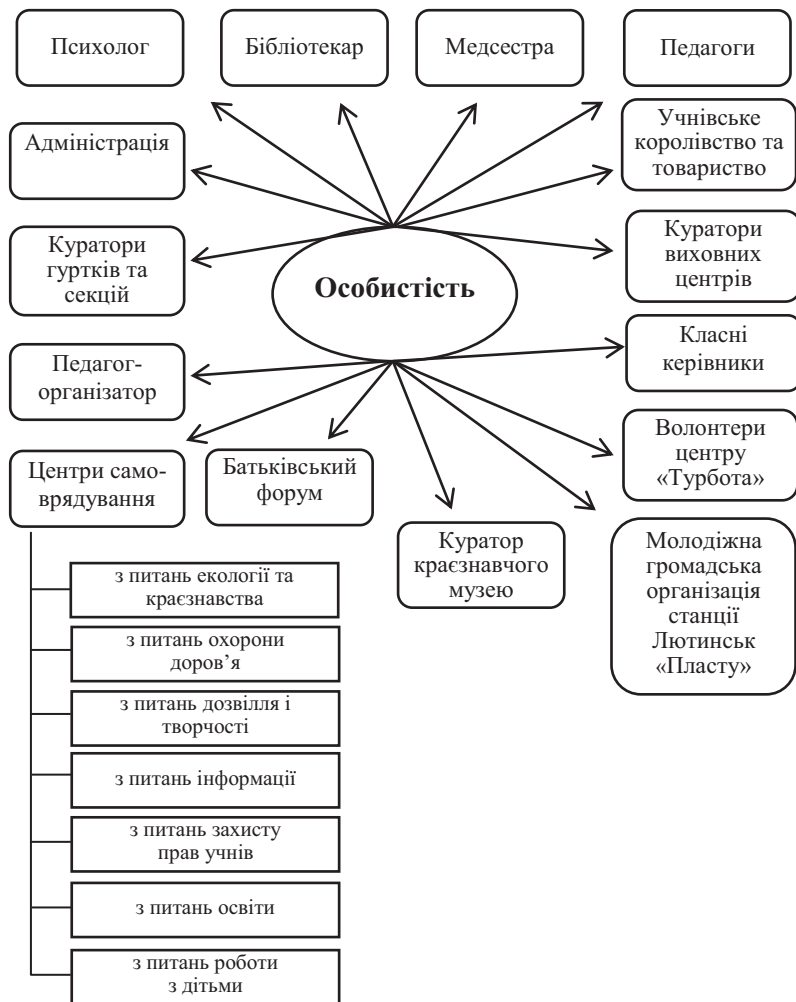 Психолог
Бібліотекар
Медсестра
Педагоги
Адміністрація
Учнівське
королівство та
товариство
Куратори
гуртків та
секцій
Куратори
виховних
центрів
Особистість
Класні
керівники
Педагог-
організатор
Волонтери
центру
«Турбота»
Центри само-
врядування
Батьківський
форум
Куратор
краєзнавчого
музею
Молодіжна
громадська
організація
станції
Лютинськ
«Пласту»
з питань екології та
краєзнавства
з питань охорони
доров’я
з питань дозвілля і
творчості
з питань інформації
з питань захисту
прав учнів
з питань освіти
з питань роботи
з дітьми